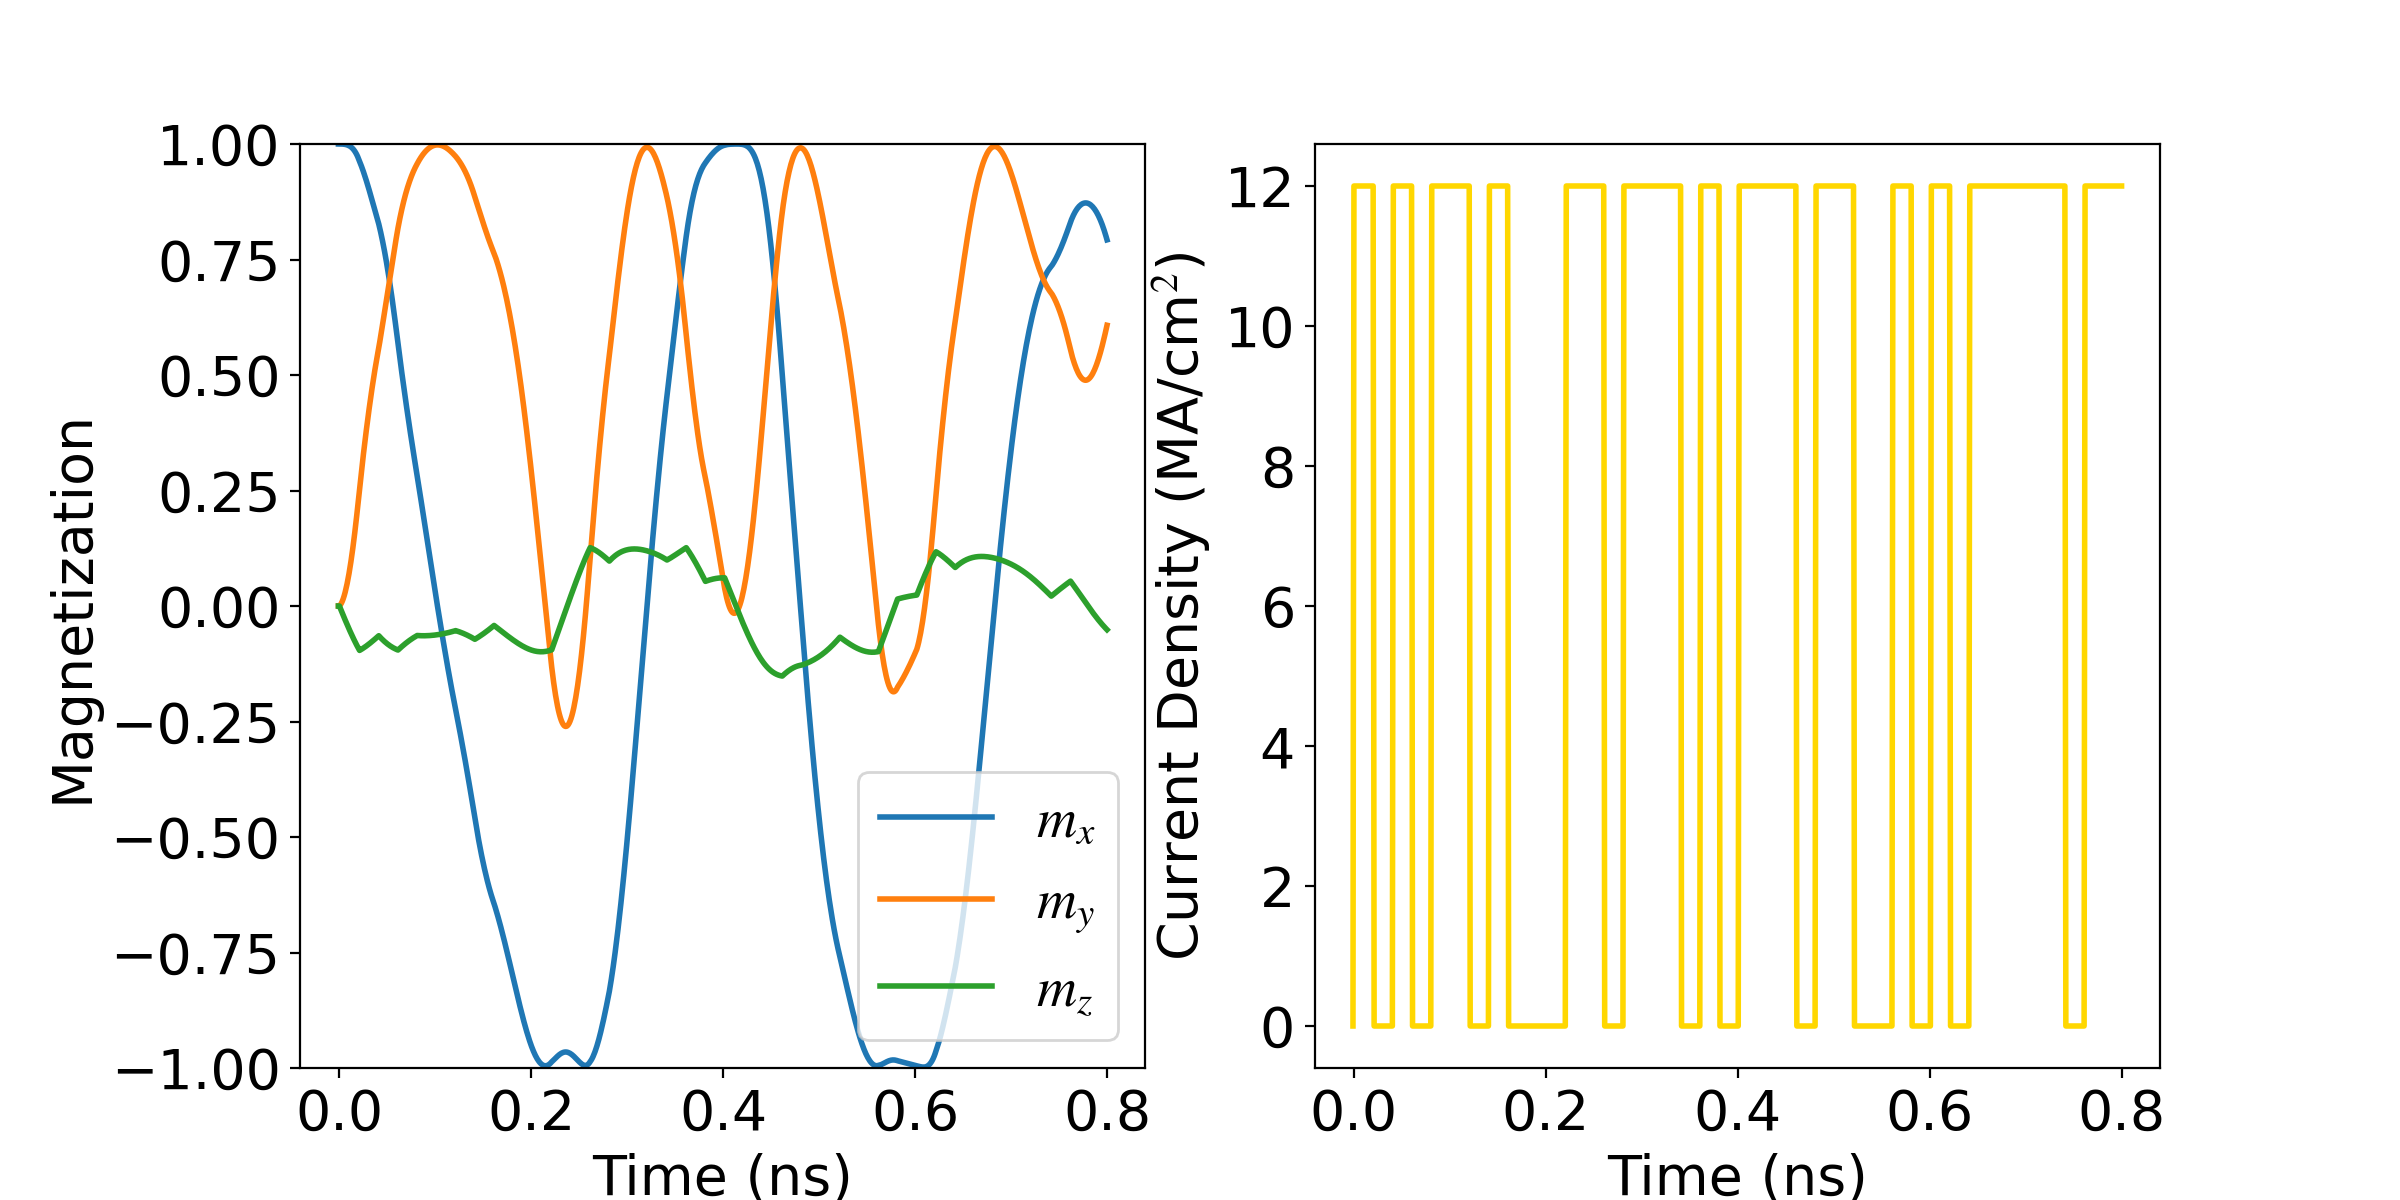 Magnetization
1.00
0.75
0.50
0.25
0.00
−0.25
−0.50
−0.75
−1.00
0.0 0.2 0.4 0.6 0.8
Time (ns)
m_x
m_y
m_z
Current Density (MA/cm²)
12
10
8
6
4
2
0
0.0 0.2 0.4 0.6 0.8
Time (ns)